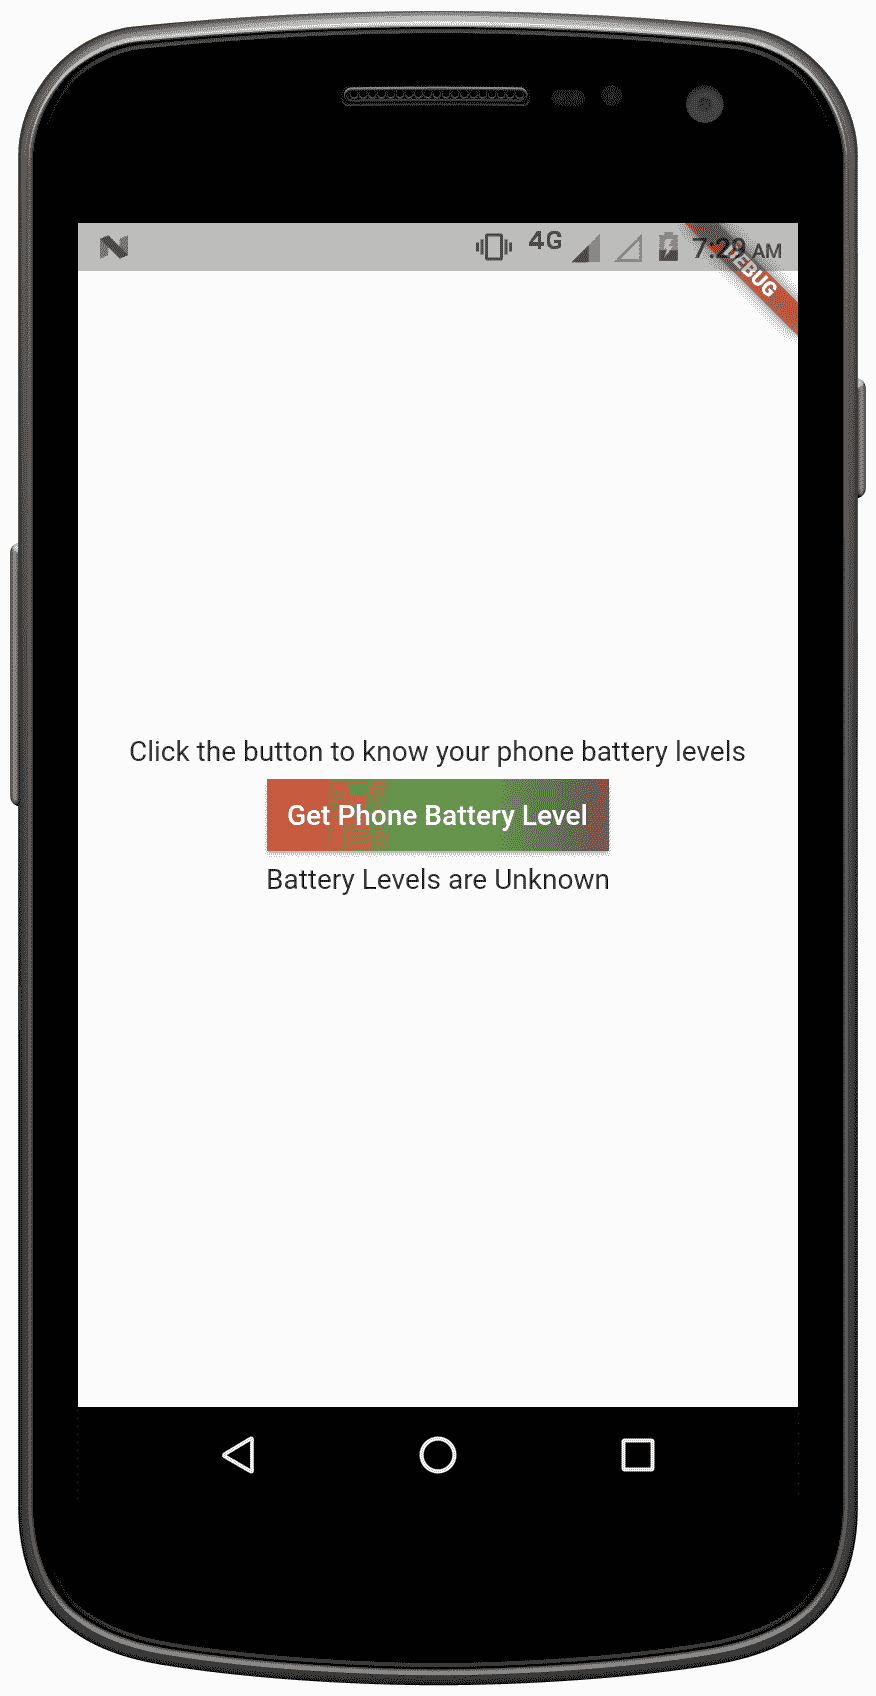 4G 7:29 AM
DEBUG
Click the button to know your phone battery levels
Get Phone Battery Level
Battery Levels are Unknown